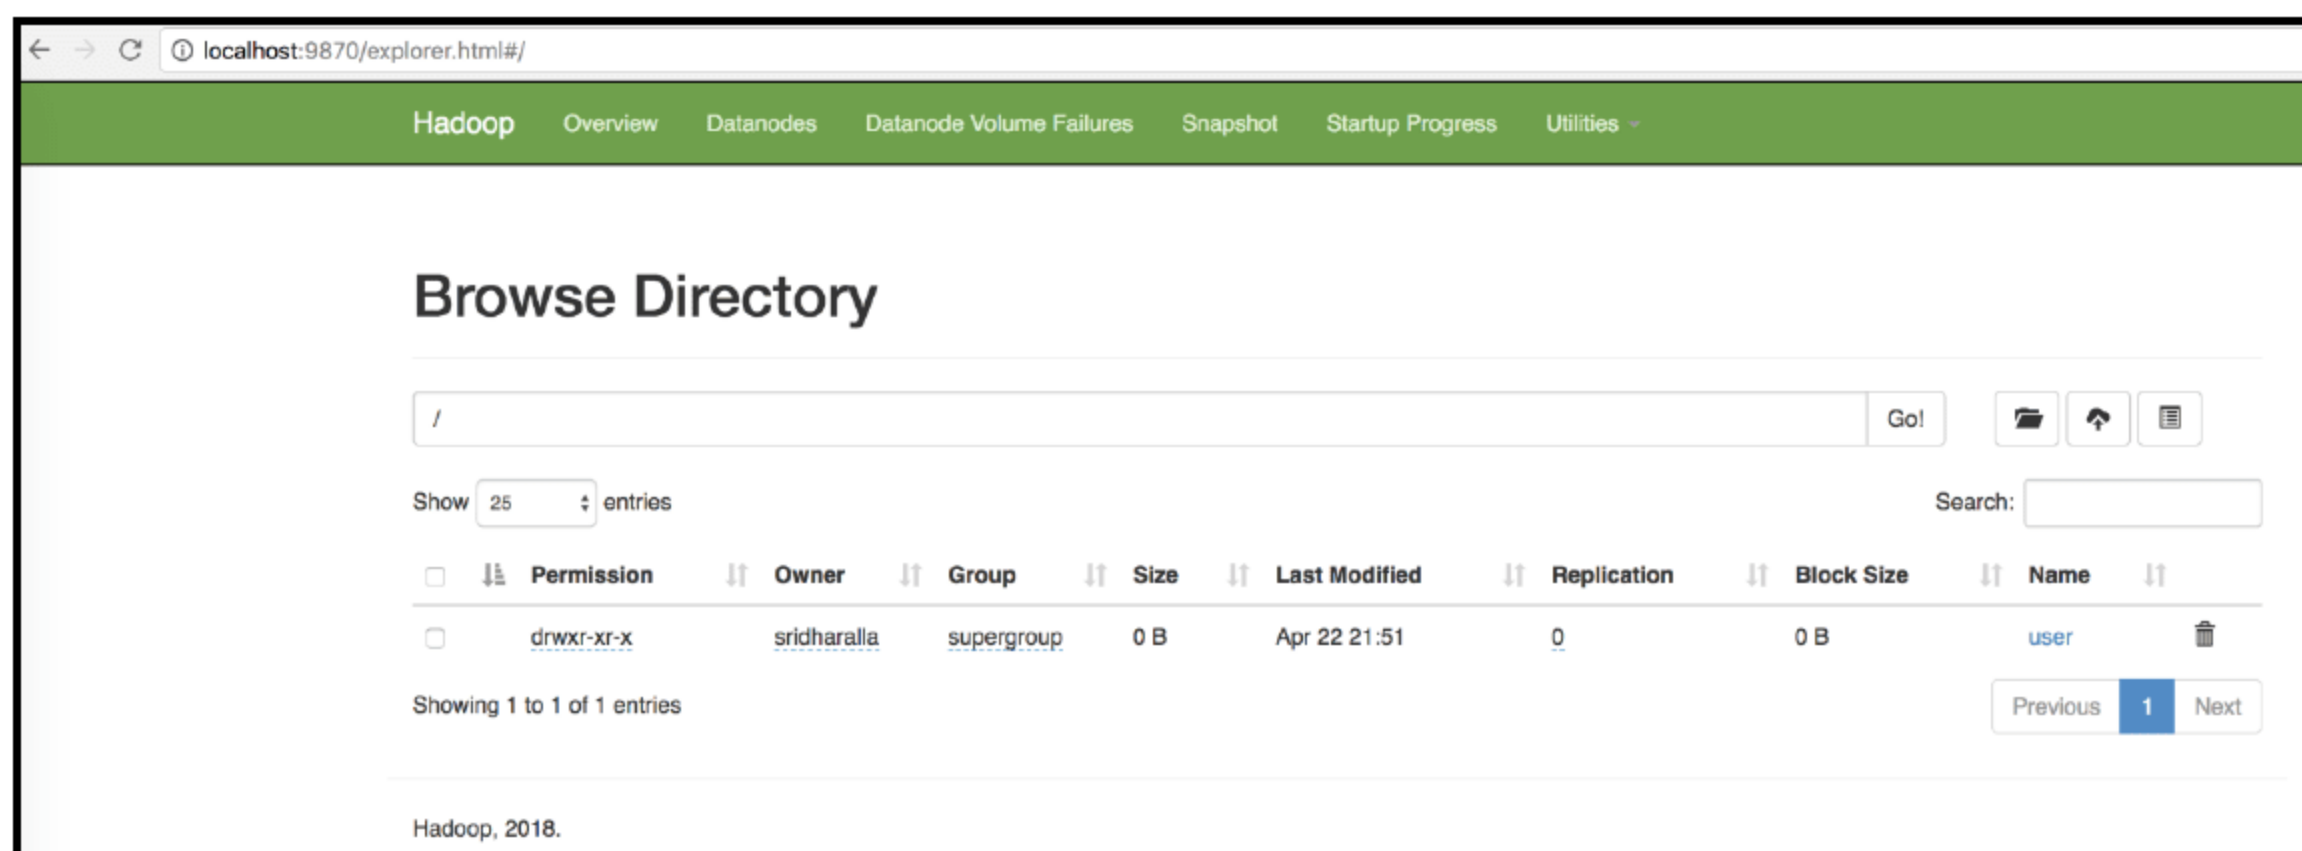 localhost:9870/explorer.html#/
Hadoop Overview Datanodes Datanode Volume Failures Snapshot Startup Progress Utilities
Browse Directory
/ Go!
Show 25 entries Search:
Permission Owner Group Size Last Modified Replication Block Size Name
drwxr-xr-x sridharalla supergroup 0 B Apr 22 21:51 0 0 B user
Showing 1 to 1 of 1 entries Previous 1 Next
Hadoop, 2018.